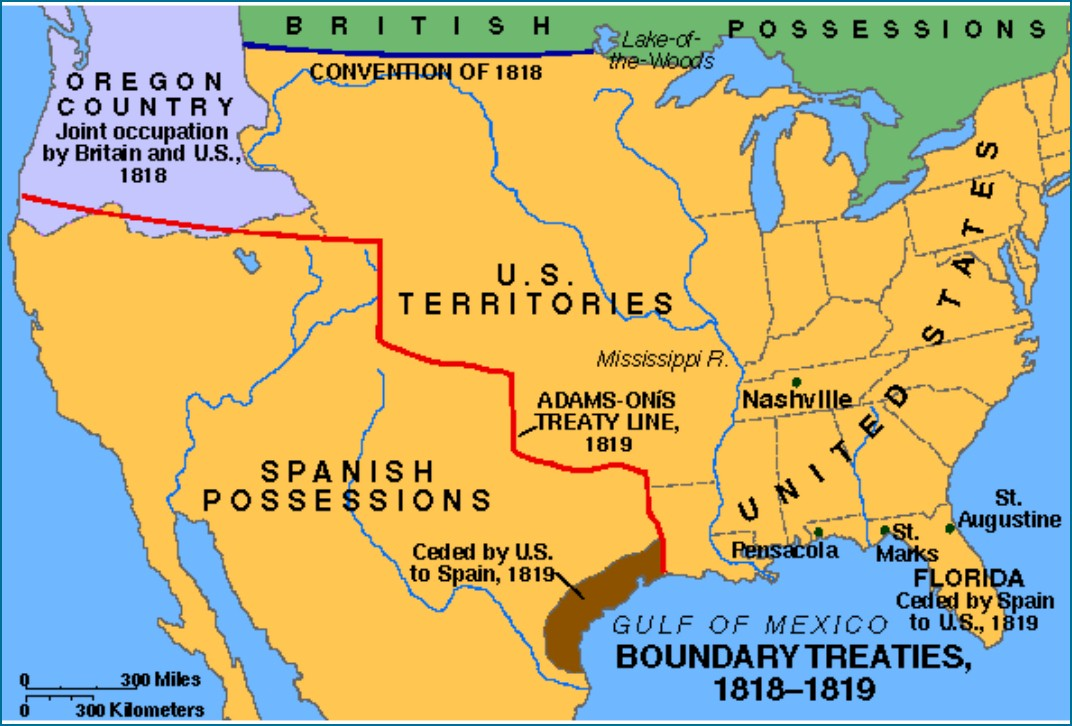 BRITISH POSSESSIONS
Lake-of-
the-Woods
CONVENTION OF 1818
OREGON
COUNTRY
Joint occupation
by Britain and U.S.,
1818
U.S.
TERRITORIES
UNITED STATES
Mississippi R.
Nashville
ADAMS-ONíS
TREATY LINE,
1819
SPANISH
POSSESSIONS
Ceded by U.S.
to Spain, 1819
Pensacola
St.
Marks
St.
Augustine
FLORIDA
Ceded by Spain
to U.S., 1819
GULF OF MEXICO
BOUNDARY TREATIES,
1818–1819
0 300 Miles
0 300 Kilometers